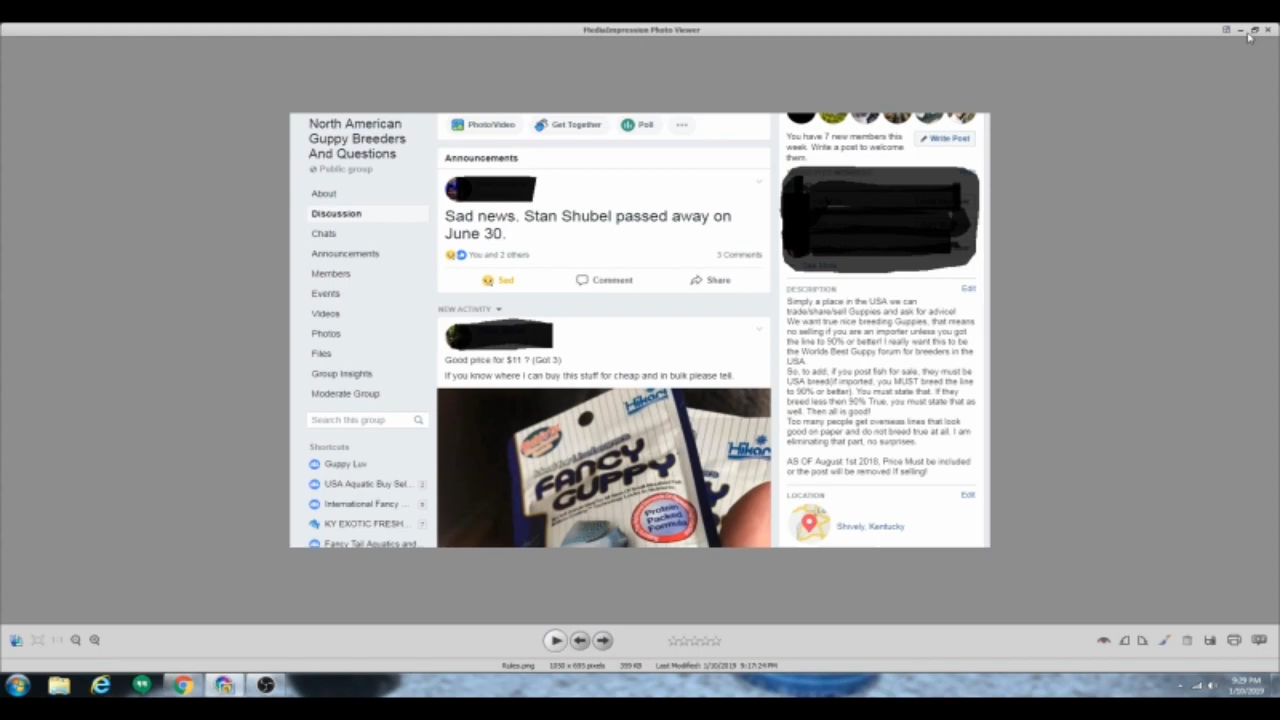 MediaImpression Photo Viewer
North American
Guppy Breeders
And Questions
Public group
About
Discussion
Chats
Announcements
Members
Events
Videos
Photos
Files
Group Insights
Moderate Group
Search this group
Shortcuts
Guppy Luv
USA Aquatic Buy Sel...
2
International Fancy ...
KY EXOTIC FRESH...
Fancy Tail Aquatics and...
Photo/Video
Get Together
Poll
Announcements
Sad news. Stan Shubel passed away on
June 30.
You and 2 others
3 Comments
Sad
Comment
Share
NEW ACTIVITY
Good price for $11 ? (Got 3)
If you know where I can buy this stuff for cheap and in bulk please tell.
Hikari
FANCY
GUPPY
Protein
Packed
Formula
Hikari
You have 7 new members this
week. Write a post to welcome
them.
Write Post
DESCRIPTION
Edit
Simply a place in the USA we can
trade/share/sell Guppies and ask for advice!
We want true nice breeding Guppies, that means
no selling if you are an importer unless you got
the line to 90% or better! I really want this to be
the Worlds Best Guppy forum for breeders in the
USA.
So, to add, if you post fish for sale, they must be
USA breed(if imported, you MUST breed the line
to 90% or better). You must state that. If they
breed less then 90% True, you must state that as
well. Then all is good!
Too many people get overseas lines that look
good on paper and do not breed true at all. I am
eliminating that part, no surprises.
AS OF August 1st 2018, Price Must be included
or the post will be removed if selling!
LOCATION
Edit
Shively, Kentucky
Rules.png
1050 x 695 pixels
399 KB
Last Modified: 1/10/2019 9:17:24 PM
9:29 PM
1/10/2019